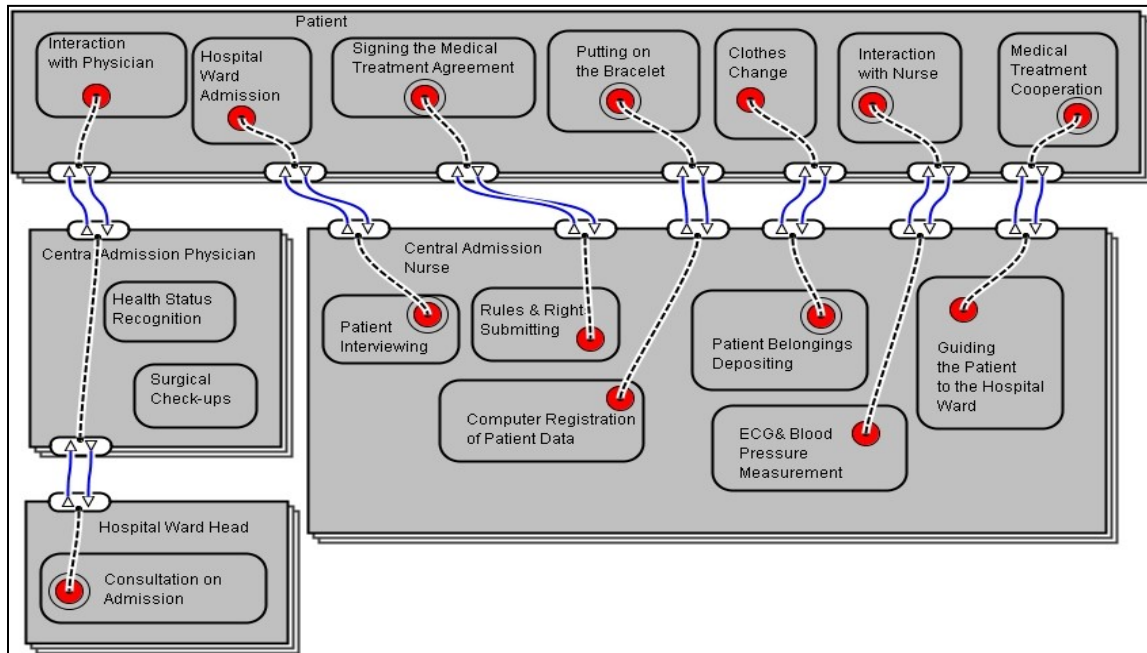 Patient
Interaction
with Physician
Hospital
Ward
Admission
Signing the Medical
Treatment Agreement
Putting on
the Bracelet
Clothes
Change
Interaction
with Nurse
Medical
Treatment
Cooperation
Central Admission Physician
Health Status
Recognition
Surgical
Check-ups
Central Admission
Nurse
Patient
Interviewing
Rules & Rights
Submitting
Computer Registration
of Patient Data
Patient Belongings
Depositing
ECG& Blood
Pressure
Measurement
Guiding
the Patient
to the Hospital
Ward
Hospital Ward Head
Consultation on
Admission